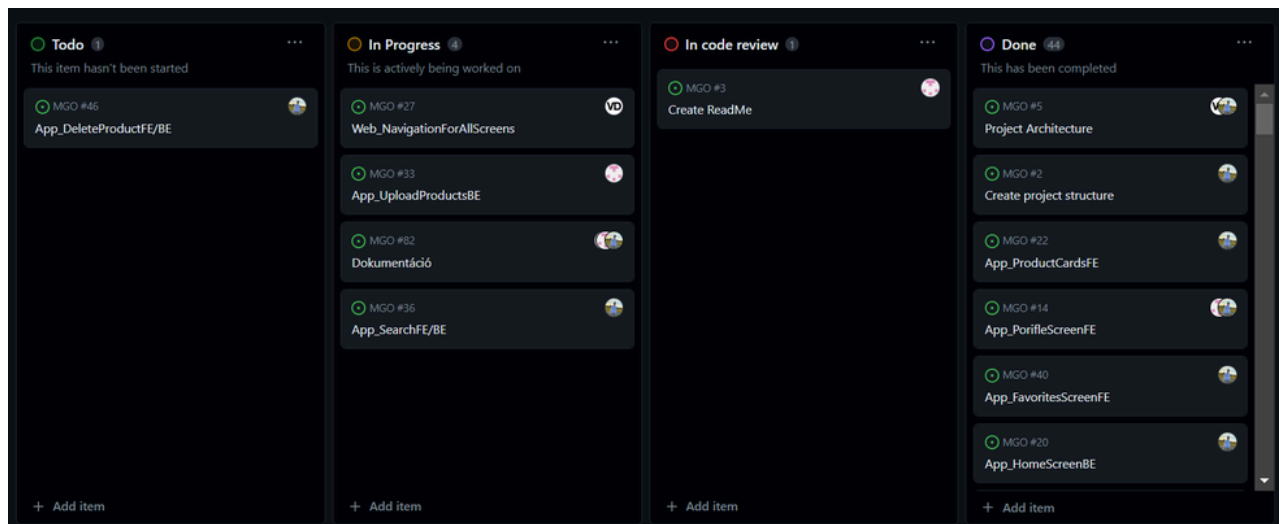 Todo 1 ...
This item hasn't been started
MGO #46
App_DeleteProductFE/BE
+ Add item
In Progress 4 ...
This is actively being worked on
MGO #27
VD
Web_NavigationForAllScreens
MGO #33
App_UploadProductsBE
MGO #82
Dokumentáció
MGO #36
App_SearchFE/BE
+ Add item
In code review 1 ...
MGO #3
Create ReadMe
+ Add item
Done 44 ...
This has been completed
MGO #5
Project Architecture
MGO #2
Create project structure
MGO #22
App_ProductCardsFE
MGO #14
App_PorifleScreenFE
MGO #40
App_FavoritesScreenFE
MGO #20
App_HomeScreenBE
+ Add item